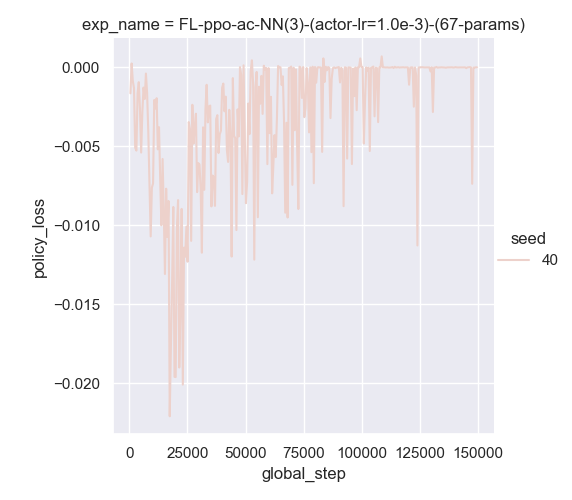 exp_name = FL-ppo-ac-NN(3)-(actor-lr=1.0e-3)-(67-params)
0.000
−0.005
−0.010
−0.015
−0.020
policy_loss
0 25000 50000 75000 100000 125000 150000
global_step
seed
40